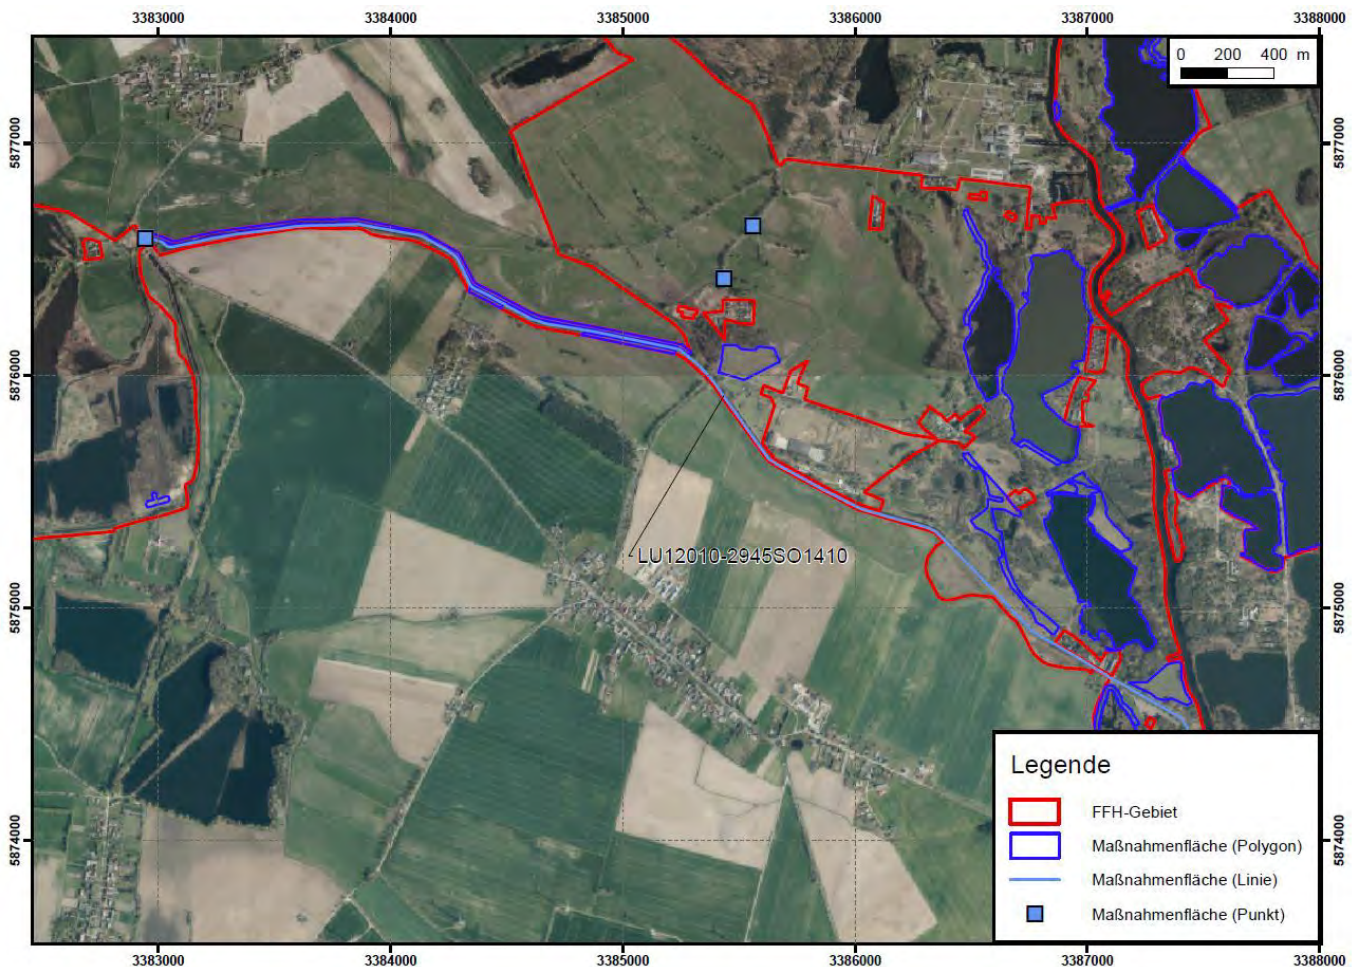 3383000 3384000 3385000 3386000 3387000 3388000
0 200 400 m
5877000 5877000
5876000 5876000
LU12010-2945SO1410
5875000 5875000
Legende
FFH-Gebiet
5874000 5874000
Maßnahmenfläche (Polygon)
Maßnahmenfläche (Linie)
Maßnahmenfläche (Punkt)
3383000 3384000 3385000 3386000 3387000 3388000